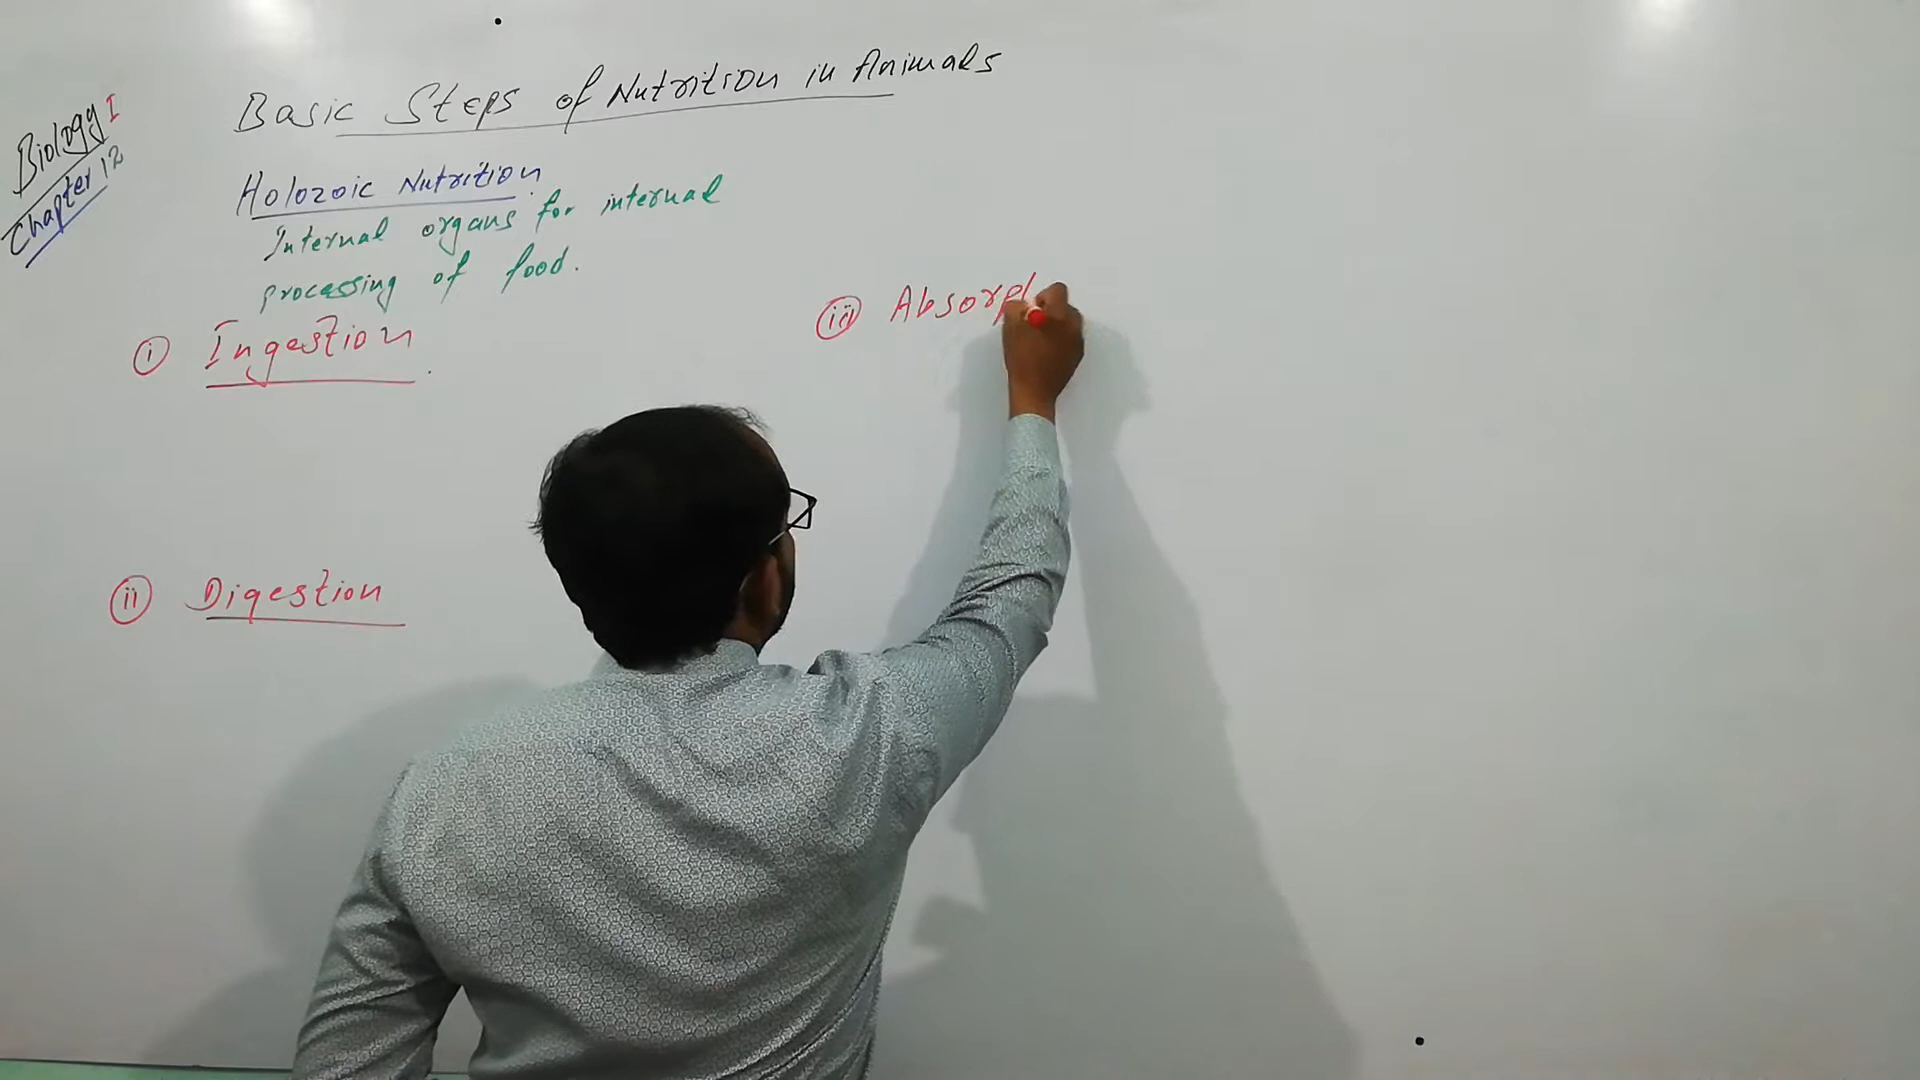 Biology I
Chapter 12
Basic Steps of Nutrition in Animals
Holozoic Nutrition
Internal organs for internal
processing of food.
i Ingestion
ii Digestion
iii Absorpt